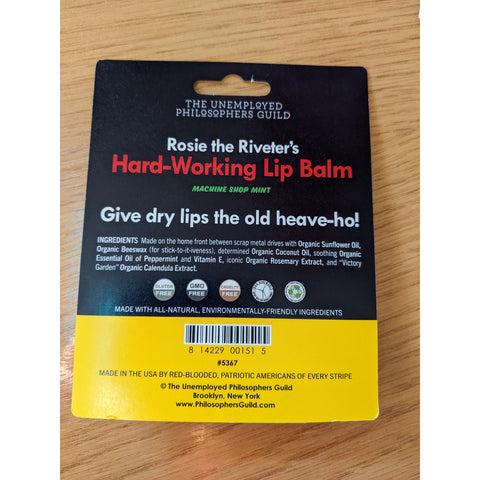 THE UNEMPLOYED
PHILOSOPHERS GUILD
Rosie the Riveter's
Hard-Working Lip Balm
MACHINE SHOP MINT
Give dry lips the old heave-ho!
INGREDIENTS Made on the home front between scrap metal drives with Organic Sunflower Oil,
Organic Beeswax (for stick-to-it-iveness), determined Organic Coconut Oil, soothing Organic
Essential Oil of Peppermint and Vitamin E, iconic Organic Rosemary Extract, and "Victory
Garden" Organic Calendula Extract.
GLUTEN
FREE
GMO
FREE
CRUELTY
FREE
MADE WITH ALL-NATURAL, ENVIRONMENTALLY-FRIENDLY INGREDIENTS
8 14229 00151 5
#5367
MADE IN THE USA BY RED-BLOODED, PATRIOTIC AMERICANS OF EVERY STRIPE
© The Unemployed Philosophers Guild
Brooklyn, New York
www.PhilosophersGuild.com